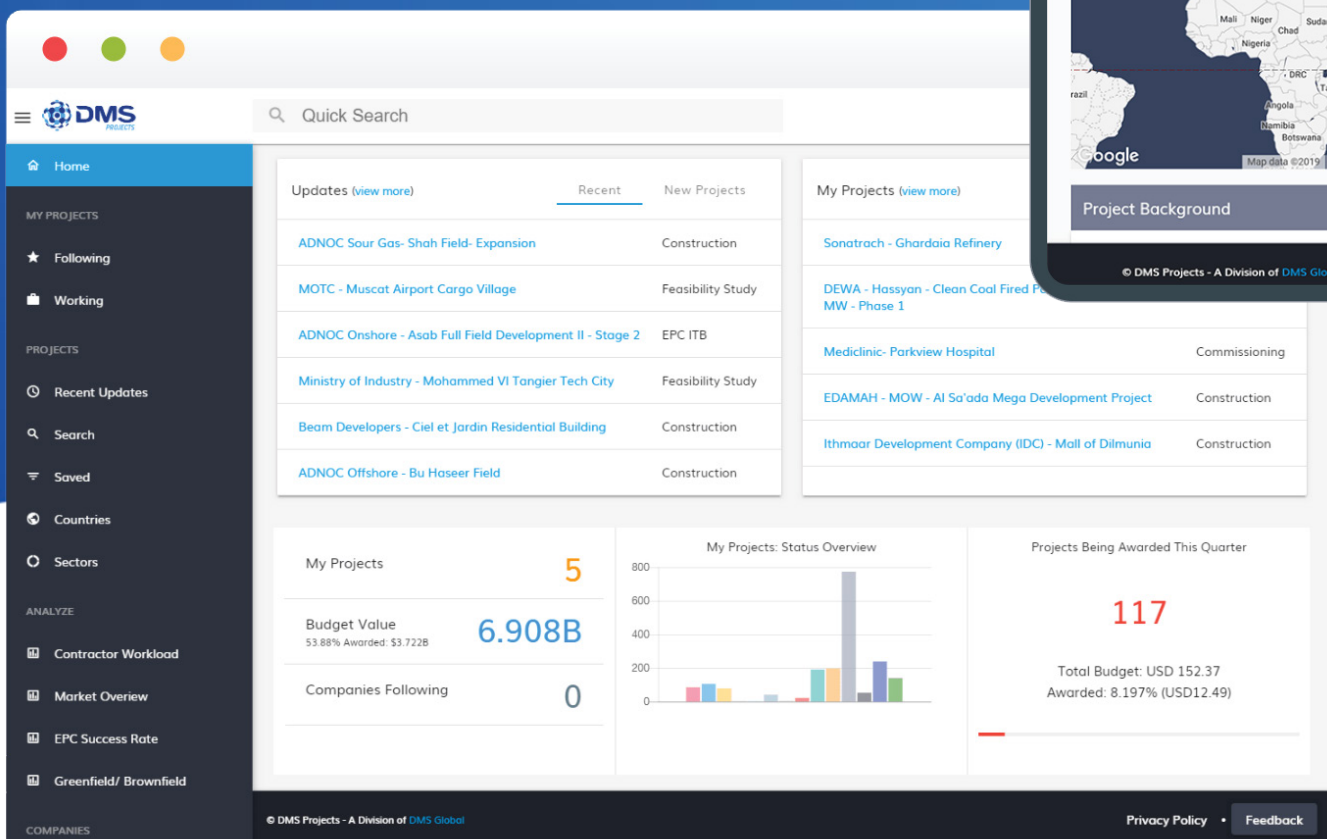 DMS
PROJECTS
Quick Search
Home
MY PROJECTS
Following
Working
PROJECTS
Recent Updates
Search
Saved
Countries
Sectors
ANALYZE
Contractor Workload
Market Overiew
EPC Success Rate
Greenfield/ Brownfield
COMPANIES
Updates (view more) Recent New Projects
ADNOC Sour Gas- Shah Field- Expansion Construction
MOTC - Muscat Airport Cargo Village Feasibility Study
ADNOC Onshore - Asab Full Field Development II - Stage 2 EPC ITB
Ministry of Industry - Mohammed VI Tangier Tech City Feasibility Study
Beam Developers - Ciel et Jardin Residential Building Construction
ADNOC Offshore - Bu Haseer Field Construction
My Projects (view more)
Sonatrach - Ghardaia Refinery
DEWA - Hassyan - Clean Coal Fired
MW - Phase 1
Mediclinic- Parkview Hospital Commissioning
EDAMAH - MOW - Al Sa'ada Mega Development Project Construction
Ithmaar Development Company (IDC) - Mall of Dilmunia Construction
Mali Niger Chad
Nigeria
DRC
Angola
Namibia
Botswana
Google
Map data ©2019
Project Background
© DMS Projects - A Division of DMS
My Projects 5
Budget Value 6.908B
53.88% Awarded: $3.722B
Companies Following 0
My Projects: Status Overview
800
600
400
200
0
Projects Being Awarded This Quarter
117
Total Budget: USD 152.37
Awarded: 8.197% (USD12.49)
© DMS Projects - A Division of DMS Global
Privacy Policy • Feedback